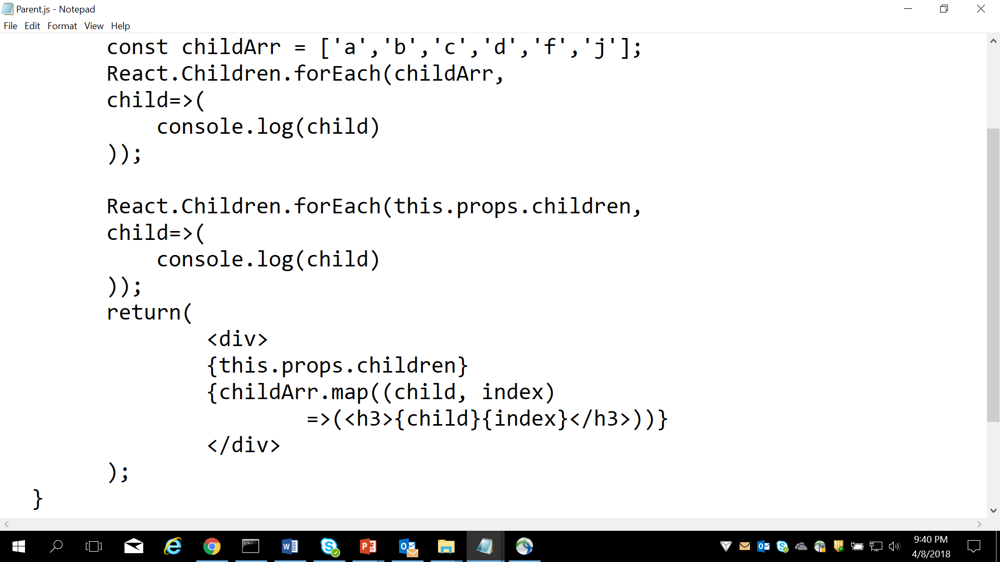 Parent.js - Notepad
File Edit Format View Help
const childArr = ['a','b','c','d','f','j'];
React.Children.forEach(childArr,
child=>(
console.log(child)
));
React.Children.forEach(this.props.children,
child=>(
console.log(child)
));
return(
<div>
{this.props.children}
{childArr.map((child, index)
=>(<h3>{child}{index}</h3>))}
</div>
);
}
9:40 PM
4/8/2018